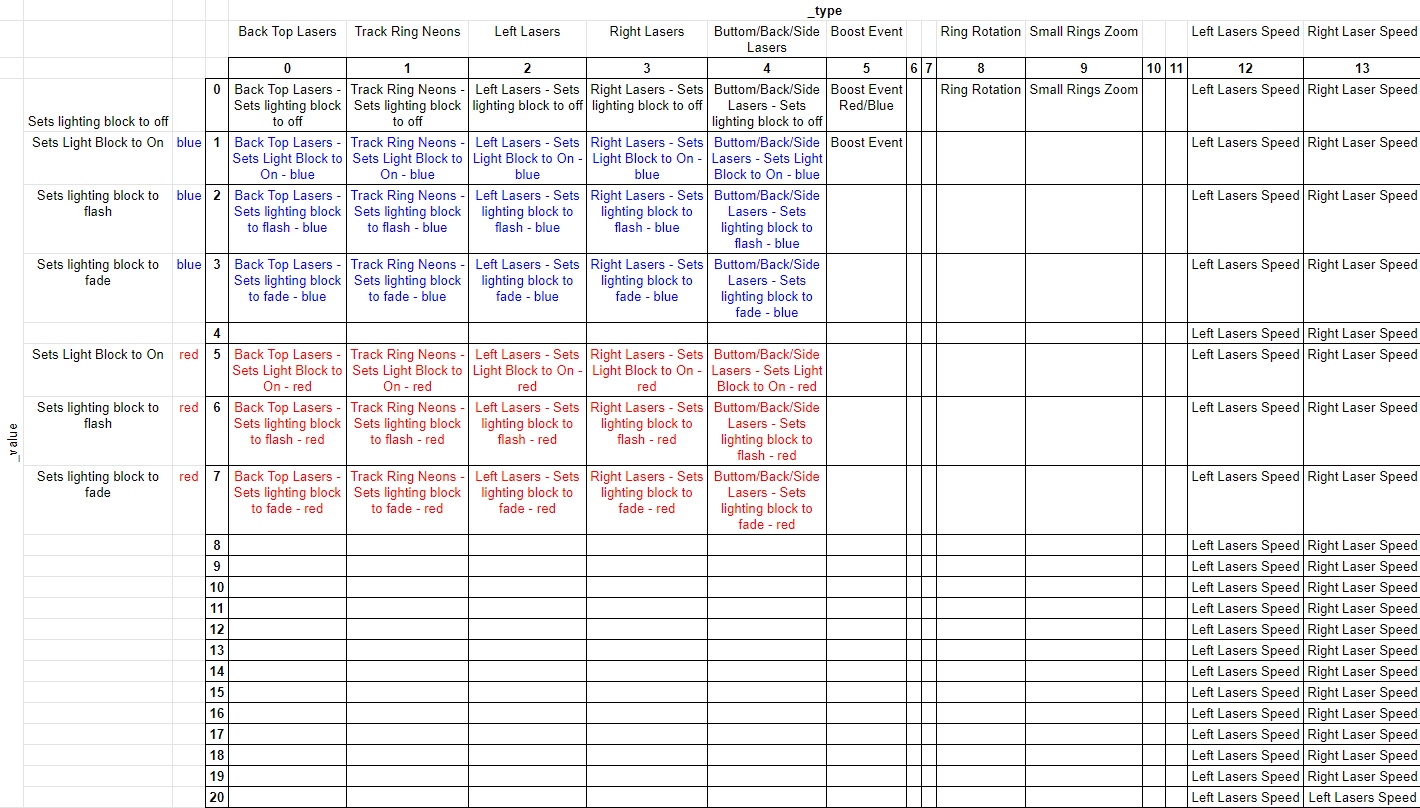 _type
Back Top Lasers Track Ring Neons Left Lasers Right Lasers Buttom/Back/Side Boost Event Ring Rotation Small Rings Zoom Left Lasers Speed Right Laser Speed
Lasers
0 1 2 3 4 5 6 7 8 9 10 11 12 13
0 Back Top Lasers - Track Ring Neons - Left Lasers - Sets Right Lasers - Sets Buttom/Back/Side Boost Event Ring Rotation Small Rings Zoom Left Lasers Speed Right Laser Speed
Sets lighting block Sets lighting block lighting block to off lighting block to off Lasers - Sets Red/Blue
Sets lighting block to off to off to off lighting block to off
Sets Light Block to On blue 1 Back Top Lasers - Track Ring Neons - Left Lasers - Sets Right Lasers - Sets Buttom/Back/Side Boost Event Left Lasers Speed Right Laser Speed
Sets Light Block to Sets Light Block to Light Block to On - Light Block to On - Lasers - Sets Light
On - blue On - blue blue blue Block to On - blue
Sets lighting block to blue 2 Back Top Lasers - Track Ring Neons - Left Lasers - Sets Right Lasers - Sets Buttom/Back/Side Left Lasers Speed Right Laser Speed
flash Sets lighting block Sets lighting block lighting block to lighting block to Lasers - Sets
to flash - blue to flash - blue flash - blue flash - blue lighting block to
flash - blue
Sets lighting block to blue 3 Back Top Lasers - Track Ring Neons - Left Lasers - Sets Right Lasers - Sets Buttom/Back/Side Left Lasers Speed Right Laser Speed
fade Sets lighting block Sets lighting block lighting block to lighting block to Lasers - Sets
to fade - blue to fade - blue fade - blue fade - blue lighting block to
fade - blue
4 Left Lasers Speed Right Laser Speed
Sets Light Block to On red 5 Back Top Lasers - Track Ring Neons - Left Lasers - Sets Right Lasers - Sets Buttom/Back/Side Left Lasers Speed Right Laser Speed
Sets Light Block to Sets Light Block to Light Block to On - Light Block to On - Lasers - Sets Light
On - red On - red red red Block to On - red
Sets lighting block to red 6 Back Top Lasers - Track Ring Neons - Left Lasers - Sets Right Lasers - Sets Buttom/Back/Side Left Lasers Speed Right Laser Speed
flash Sets lighting block Sets lighting block lighting block to lighting block to Lasers - Sets
_value
to flash - red to flash - red flash - red flash - red lighting block to
flash - red
Sets lighting block to red 7 Back Top Lasers - Track Ring Neons - Left Lasers - Sets Right Lasers - Sets Buttom/Back/Side Left Lasers Speed Right Laser Speed
fade Sets lighting block Sets lighting block lighting block to lighting block to Lasers - Sets
to fade - red to fade - red fade - red fade - red lighting block to
fade - red
8 Left Lasers Speed Right Laser Speed
9 Left Lasers Speed Right Laser Speed
10 Left Lasers Speed Right Laser Speed
11 Left Lasers Speed Right Laser Speed
12 Left Lasers Speed Right Laser Speed
13 Left Lasers Speed Right Laser Speed
14 Left Lasers Speed Right Laser Speed
15 Left Lasers Speed Right Laser Speed
16 Left Lasers Speed Right Laser Speed
17 Left Lasers Speed Right Laser Speed
18 Left Lasers Speed Right Laser Speed
19 Left Lasers Speed Right Laser Speed
20 Left Lasers Speed Left Lasers Speed